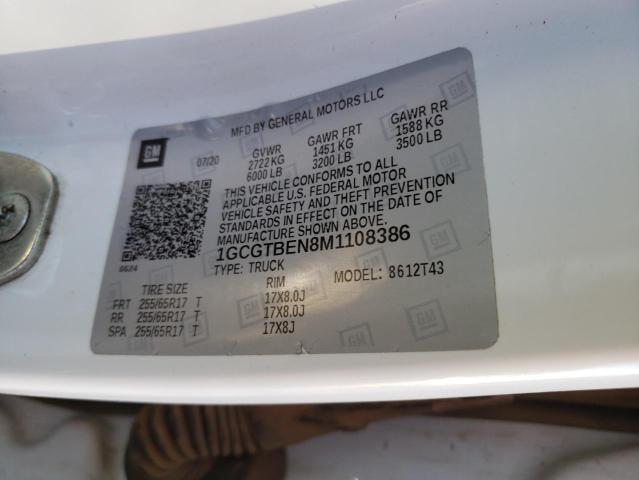 MFD BY GENERAL MOTORS LLC
GM
07/20 GVWR GAWR FRT GAWR RR
2722 KG 1451 KG 1588 KG
6000 LB 3200 LB 3500 LB
THIS VEHICLE CONFORMS TO ALL
APPLICABLE U.S. FEDERAL MOTOR
VEHICLE SAFETY AND THEFT PREVENTION
STANDARDS IN EFFECT ON THE DATE OF
MANUFACTURE SHOWN ABOVE.
8624 1GCGTBEN8M1108386
TYPE: TRUCK MODEL: 8612T43
TIRE SIZE RIM
FRT 255/65R17 T 17X8.0J
RR 255/65R17 T 17X8.0J
SPA 255/65R17 T 17X8J